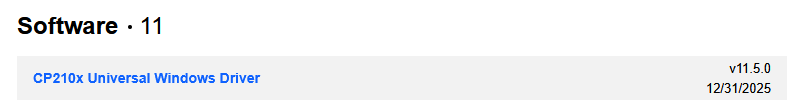 Software · 11
CP210x Universal Windows Driver
v11.5.0
12/31/2025